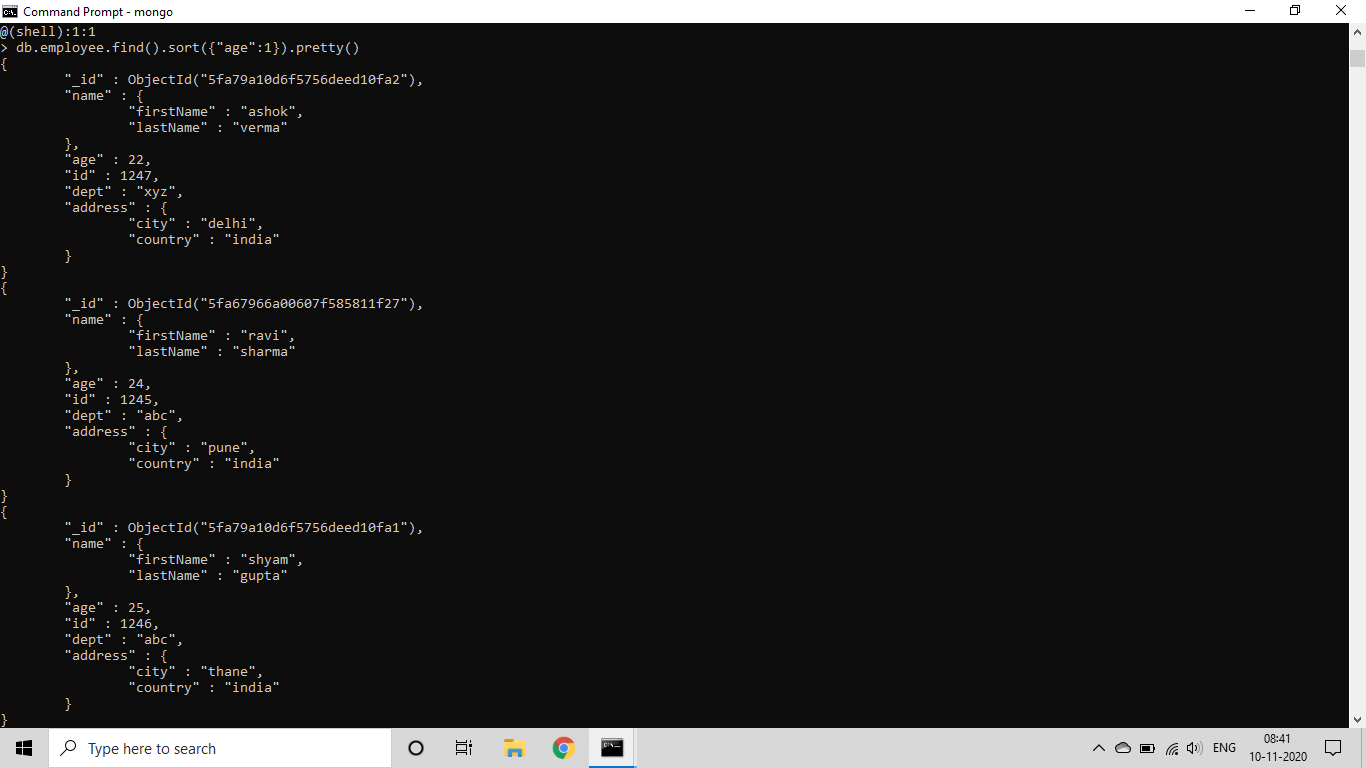 Command Prompt - mongo
@(shell):1:1
> db.employee.find().sort({"age":1}).pretty()
{
        "_id" : ObjectId("5fa79a10d6f5756deed10fa2"),
        "name" : {
                "firstName" : "ashok",
                "lastName" : "verma"
        },
        "age" : 22,
        "id" : 1247,
        "dept" : "xyz",
        "address" : {
                "city" : "delhi",
                "country" : "india"
        }
}
{
        "_id" : ObjectId("5fa67966a00607f585811f27"),
        "name" : {
                "firstName" : "ravi",
                "lastName" : "sharma"
        },
        "age" : 24,
        "id" : 1245,
        "dept" : "abc",
        "address" : {
                "city" : "pune",
                "country" : "india"
        }
}
{
        "_id" : ObjectId("5fa79a10d6f5756deed10fa1"),
        "name" : {
                "firstName" : "shyam",
                "lastName" : "gupta"
        },
        "age" : 25,
        "id" : 1246,
        "dept" : "abc",
        "address" : {
                "city" : "thane",
                "country" : "india"
        }
}
Type here to search
ENG
08:41
10-11-2020